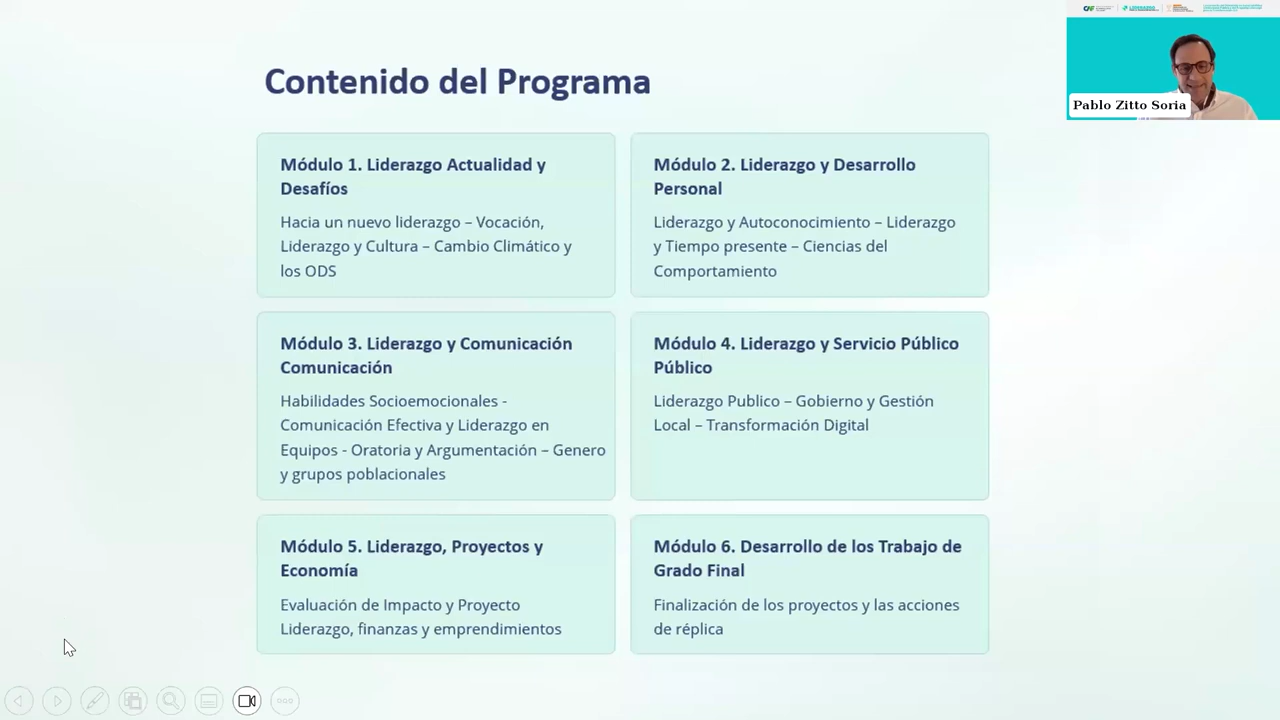 Contenido del Programa
Módulo 1. Liderazgo Actualidad y
Desafíos
Hacia un nuevo liderazgo – Vocación,
Liderazgo y Cultura – Cambio Climático y
los ODS
Módulo 2. Liderazgo y Desarrollo
Personal
Liderazgo y Autoconocimiento – Liderazgo
y Tiempo presente – Ciencias del
Comportamiento
Módulo 3. Liderazgo y Comunicación
Comunicación
Habilidades Socioemocionales -
Comunicación Efectiva y Liderazgo en
Equipos - Oratoria y Argumentación – Genero
y grupos poblacionales
Módulo 4. Liderazgo y Servicio Público
Público
Liderazgo Publico – Gobierno y Gestión
Local – Transformación Digital
Módulo 5. Liderazgo, Proyectos y
Economía
Evaluación de Impacto y Proyecto
Liderazgo, finanzas y emprendimientos
Módulo 6. Desarrollo de los Trabajo de
Grado Final
Finalización de los proyectos y las acciones
de réplica
CAF
LIDERAZGO
Pablo Zitto Soria